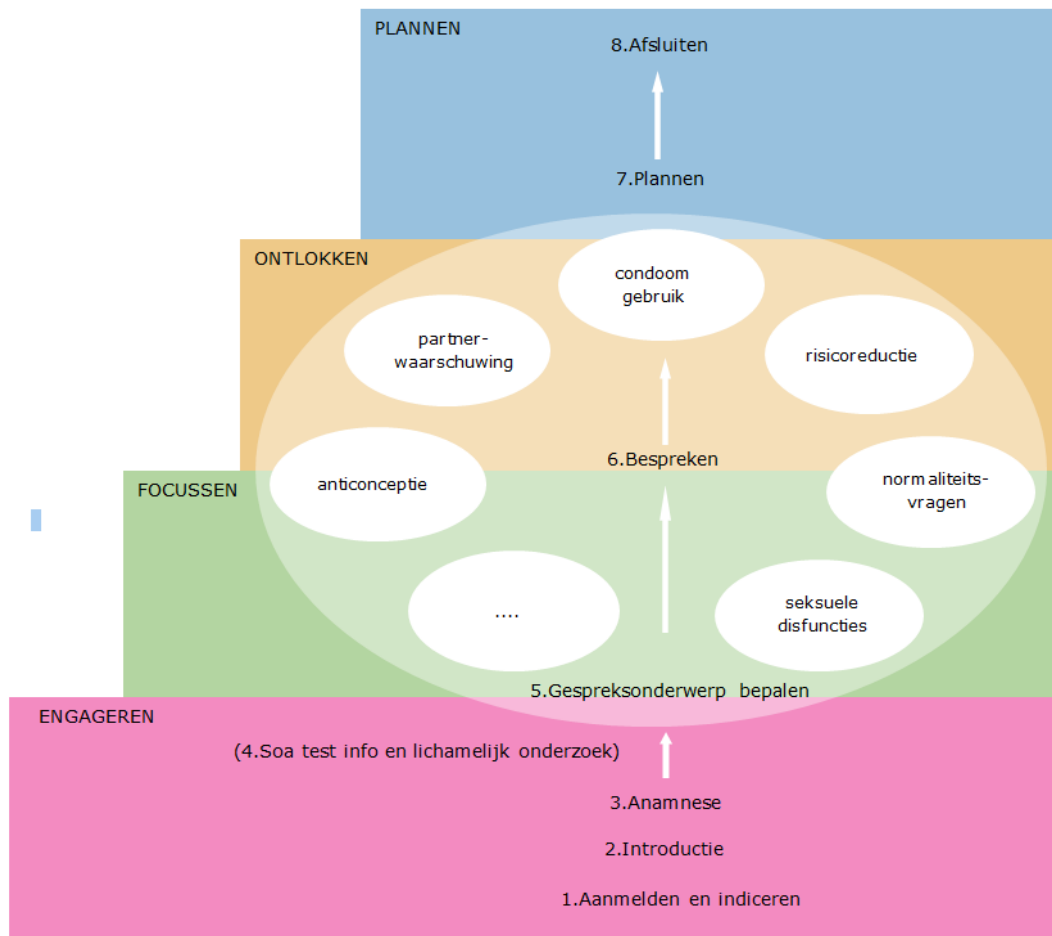 PLANNEN
8.Afsluiten
7.Plannen
ONTLOKKEN
condoom
gebruik
partner-
waarschuwing
risicoreductie
6.Bespreken
FOCUSSEN
anticonceptie
normaliteits-
vragen
....
seksuele
disfuncties
5.Gespreksonderwerp bepalen
ENGAGEREN
(4.Soa test info en lichamelijk onderzoek)
3.Anamnese
2.Introductie
1.Aanmelden en indiceren